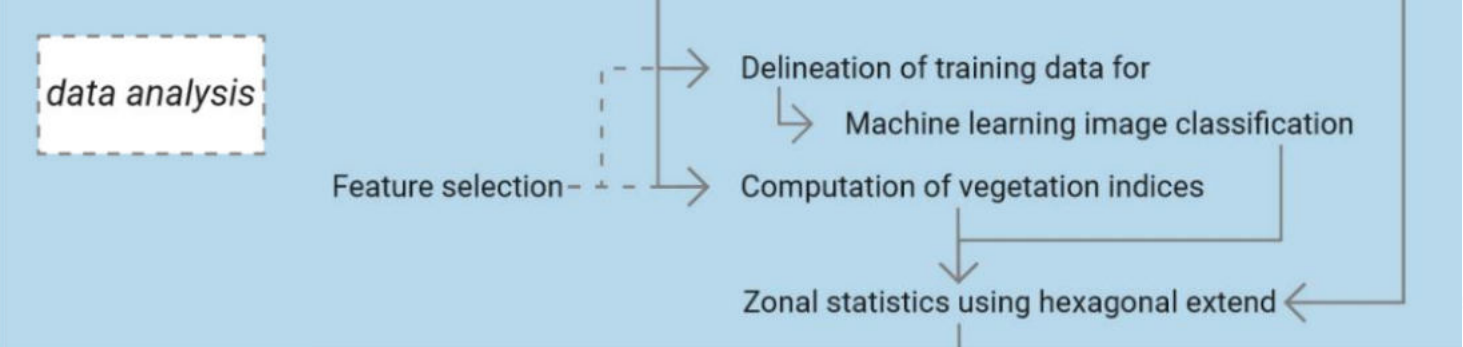 data analysis
Delineation of training data for
Machine learning image classification
Feature selection
Computation of vegetation indices
Zonal statistics using hexagonal extend